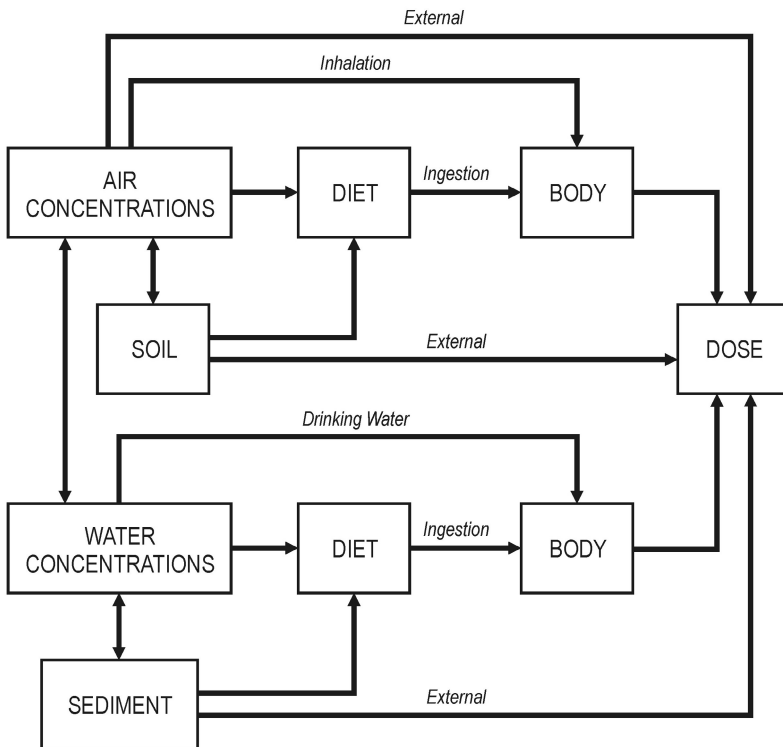 External
Inhalation
AIR
CONCENTRATIONS
DIET
Ingestion
BODY
SOIL
External
DOSE
Drinking Water
WATER
CONCENTRATIONS
DIET
Ingestion
BODY
SEDIMENT
External